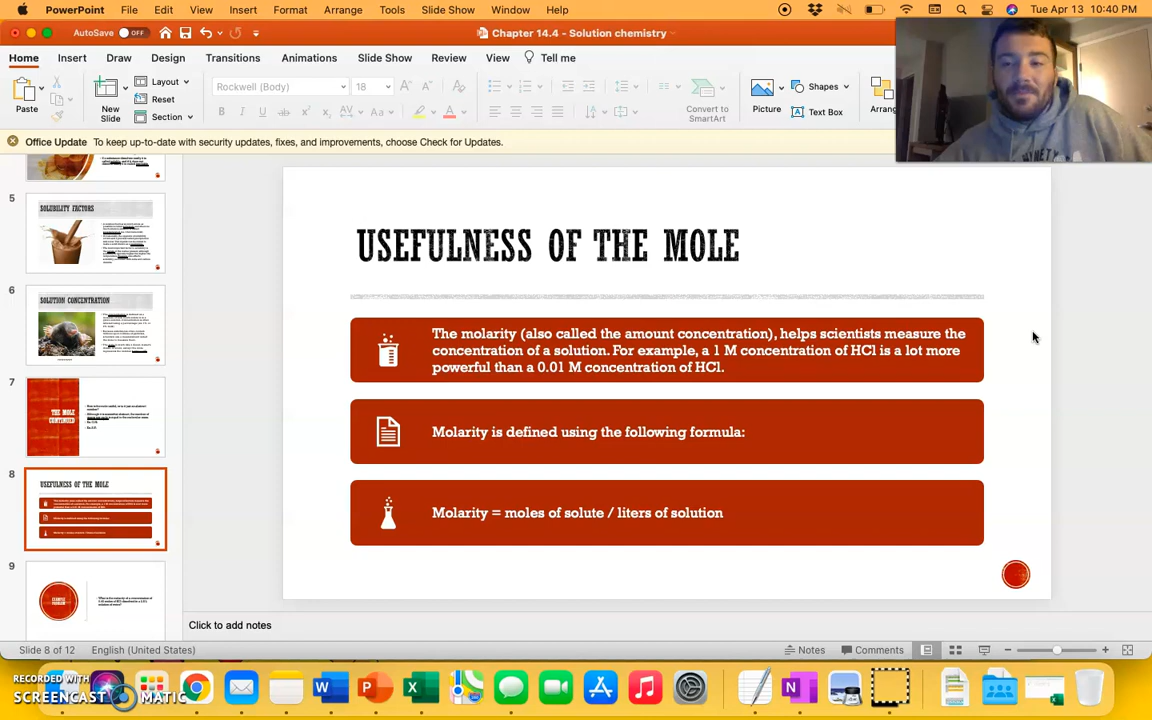 PowerPoint File Edit View Insert Format Arrange Tools Slide Show Window Help Tue Apr 13 10:40 PM
AutoSave OFF Chapter 14.4 - Solution chemistry
Home Insert Draw Design Transitions Animations Slide Show Review View Tell me
Paste
New
Slide
Layout
Reset
Section
Rockwell (Body) 18
Convert to
SmartArt
Picture
Shapes
Text Box
Arrang
Office Update To keep up-to-date with security updates, fixes, and improvements, choose Check for Updates.
5
SOLUBILITY FACTORS
6
SOLUTION CONCENTRATION
7
THE MOLE
8
USEFULNESS OF THE MOLE
9
EXAMPLE
PROBLEM
USEFULNESS OF THE MOLE
The molarity (also called the amount concentration), helps scientists measure the
concentration of a solution. For example, a 1 M concentration of HCl is a lot more
powerful than a 0.01 M concentration of HCl.
Molarity is defined using the following formula:
Molarity = moles of solute / liters of solution
Click to add notes
Slide 8 of 12 English (United States) Notes Comments
RECORDED WITH
SCREENCAST MATIC